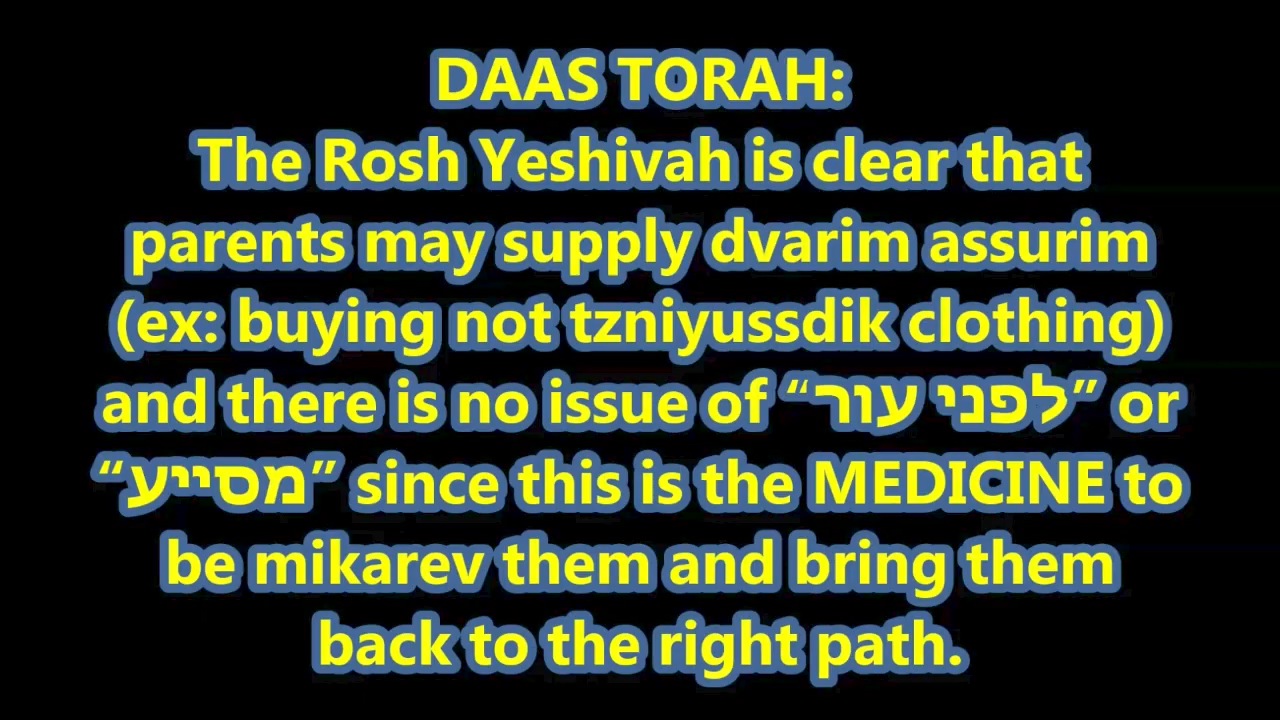 DAAS TORAH:
The Rosh Yeshivah is clear that
parents may supply dvarim assurim
(ex: buying not tzniyussdik clothing)
and there is no issue of “לפני עור” or
“מסייע” since this is the MEDICINE to
be mikarev them and bring them
back to the right path.